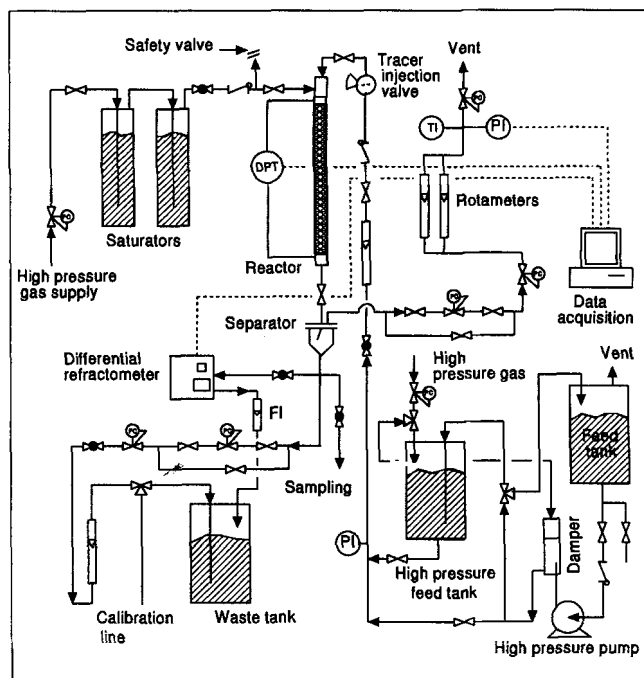 Safety valve
Vent
Tracer
injection
valve
PC
TI
PI
DPT
Rotameters
Saturators
PC
Reactor
PC
High pressure
gas supply
PC
Data
acquisition
Separator
Differential
refractometer
High
pressure gas
PC
Vent
FI
Feed
tank
PC
PC
Sampling
PI
Damper
High pressure
feed tank
Calibration
line
Waste tank
High pressure pump